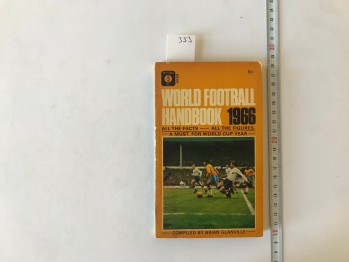 353
WORLD FOOTBALL
HANDBOOK 1966
ALL THE FACTS — ALL THE FIGURES.
A MUST FOR WORLD CUP YEAR
COMPILED BY BRIAN GLANVILLE